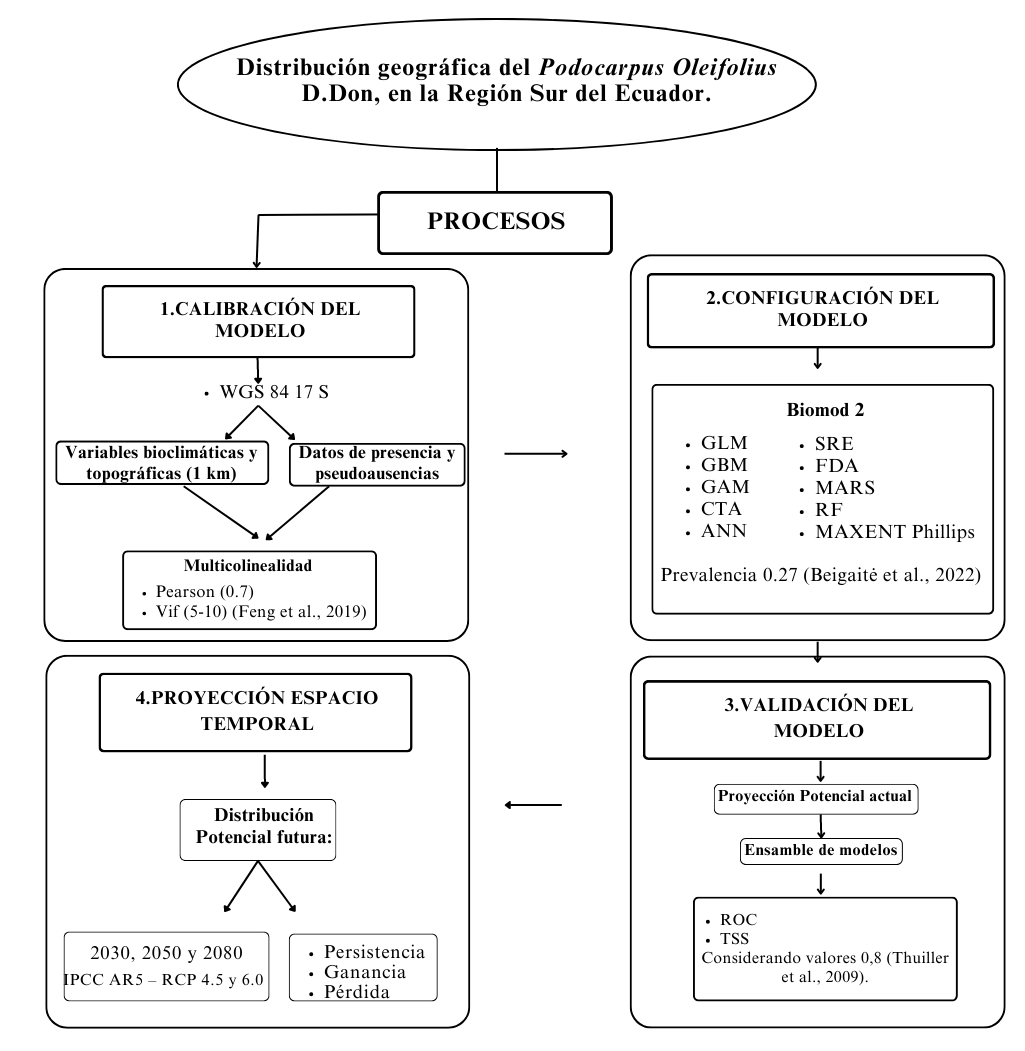 Distribución geográfica del Podocarpus Oleifolius
D.Don, en la Región Sur del Ecuador.
PROCESOS
1.CALIBRACIÓN DEL
MODELO
• WGS 84 17 S
Variables bioclimáticas y
topográficas (1 km)
Datos de presencia y
pseudoausencias
Multicolinealidad
• Pearson (0.7)
• Vif (5-10) (Feng et al., 2019)
2.CONFIGURACIÓN DEL
MODELO
Biomod 2
• GLM
• GBM
• GAM
• CTA
• ANN
• SRE
• FDA
• MARS
• RF
• MAXENT Phillips
Prevalencia 0.27 (Beigaitė et al., 2022)
3.VALIDACIÓN DEL
MODELO
Proyección Potencial actual
Ensamble de modelos
• ROC
• TSS
Considerando valores 0,8 (Thuiller
et al., 2009).
4.PROYECCIÓN ESPACIO
TEMPORAL
Distribución
Potencial futura:
2030, 2050 y 2080
IPCC AR5 – RCP 4.5 y 6.0
• Persistencia
• Ganancia
• Pérdida